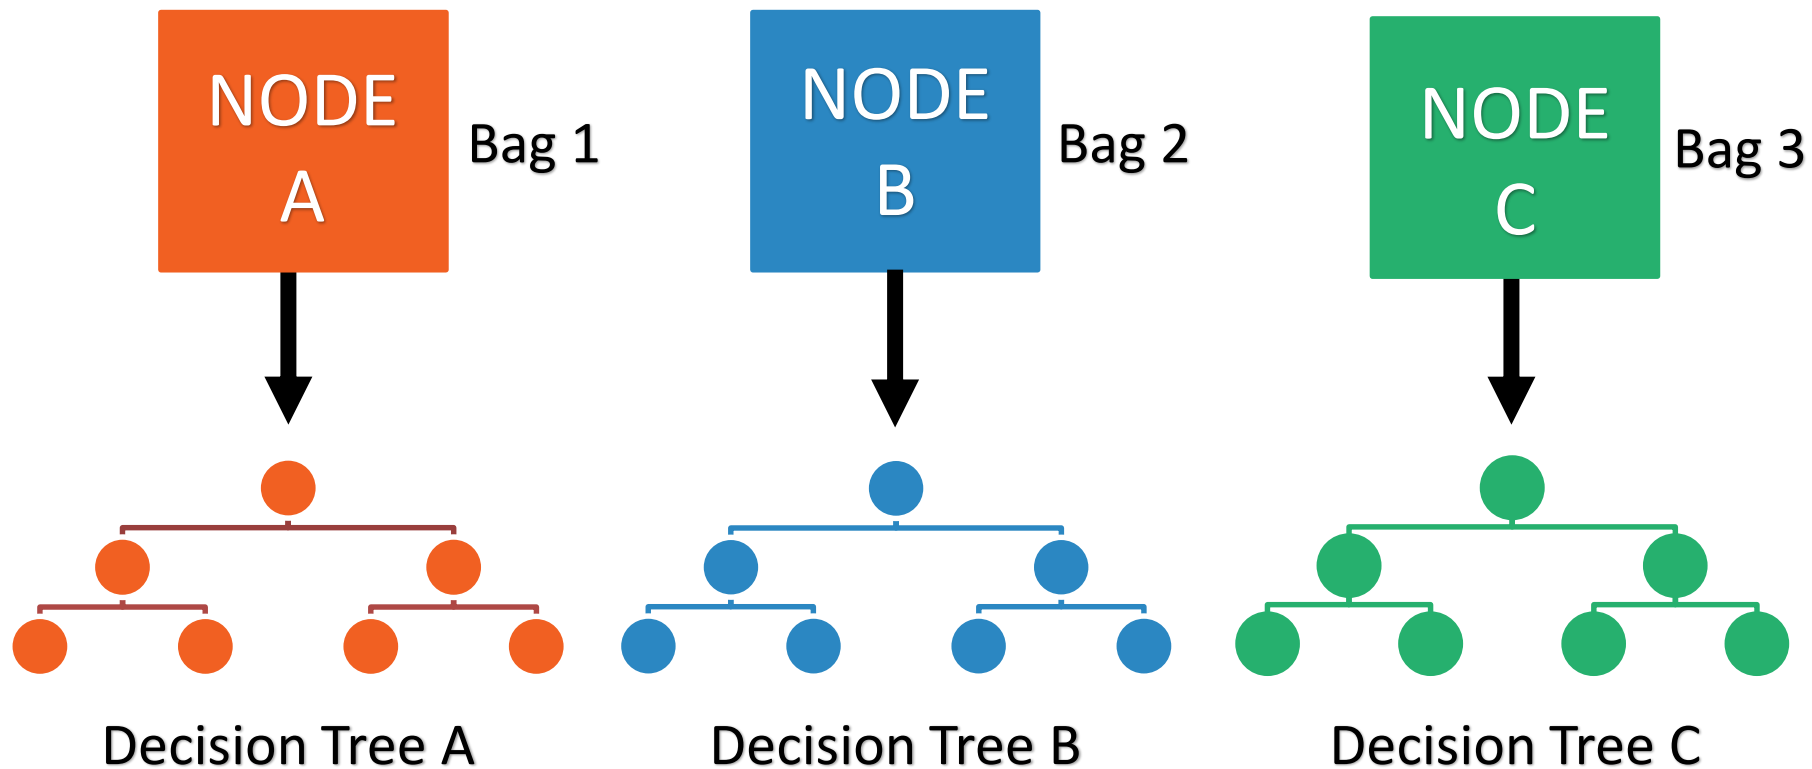 NODE
A
Bag 1
NODE
B
Bag 2
NODE
C
Bag 3
Decision Tree A
Decision Tree B
Decision Tree C